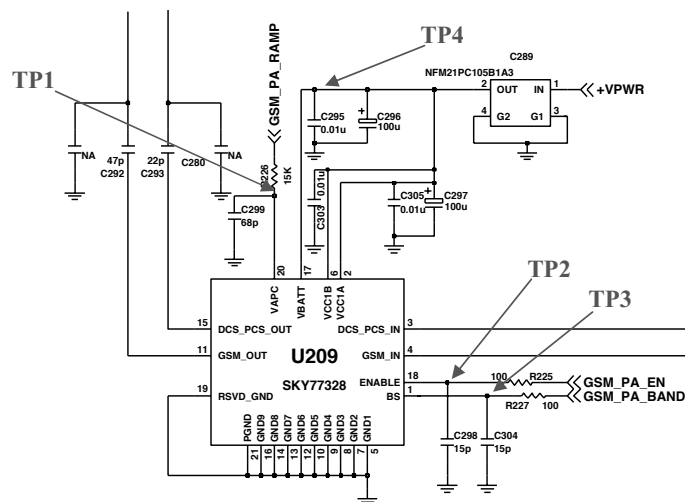 C289
NFM21PC105B1A3
2 OUT IN 1
+VPWR
4 G2 G1 3
TP4
GSM_PA_RAMP
TP1
C295
0.01u
C296
100u
NA
47p
C292
22p
C293
C280
NA
R226
15K
C299
68p
0.01u
C303
C305
0.01u
C297
100u
20
17
6
2
VAPC
VBATT
VCC1B
VCC1A
TP2
TP3
15
DCS_PCS_OUT
DCS_PCS_IN
3
11
GSM_OUT
U209
GSM_IN
4
SKY77328
ENABLE
18
100
R225
GSM_PA_EN
19
RSVD_GND
BS
1
R227
100
GSM_PA_BAND
PGND
GND9
GND8
GND7
GND6
GND5
GND4
GND3
GND2
GND1
21
16
14
13
12
10
9
8
7
5
C298
15p
C304
15p